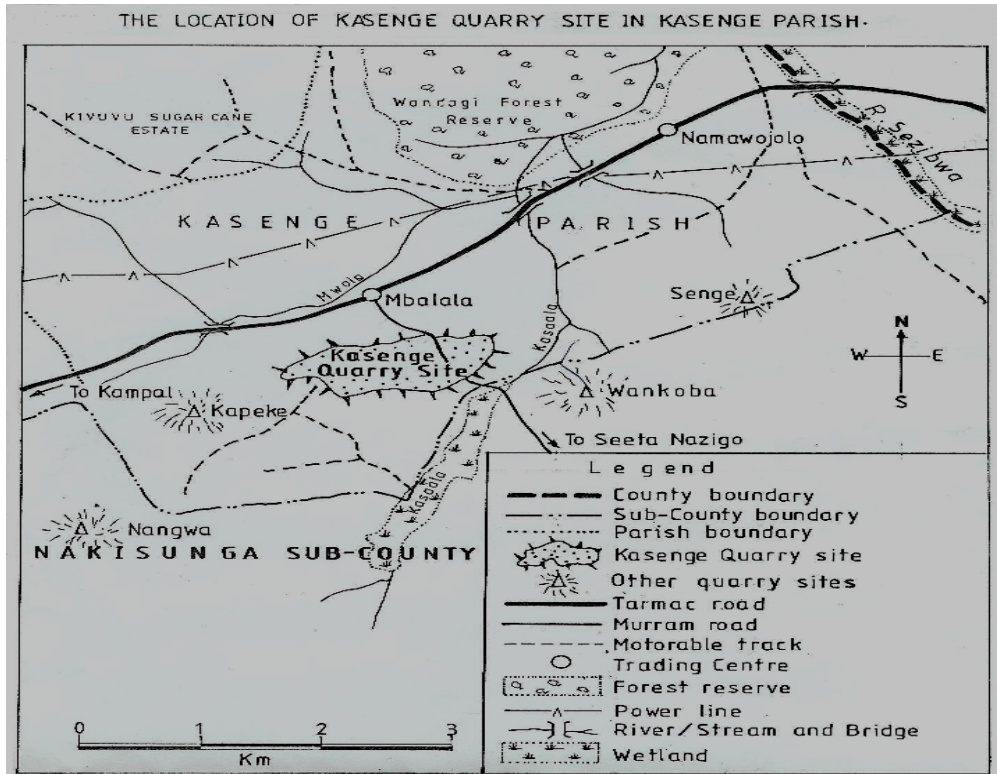 THE LOCATION OF KASENGE QUARRY SITE IN KASENGE PARISH.
KIVUVU SUGAR CANE
ESTATE
Wandagi Forest
Reserve
Namawojolo
R. Sezibwa
KASENGE PARISH
Mwola
Mbalala
Senge
Kasaala
Kasenge
Quarry Site
N
W E
S
To Kampal
Kapeke
Wankoba
To Seeta Nazigo
Kasaala
Nangwa
NAKISUNGA SUB-COUNTY
Legend
County boundary
Sub-County boundary
Parish boundary
Kasenge Quarry site
Other quarry sites
Tarmac road
Murram road
Motorable track
Trading Centre
Forest reserve
Power line
River/Stream and Bridge
Wetland
0 1 2 3
Km